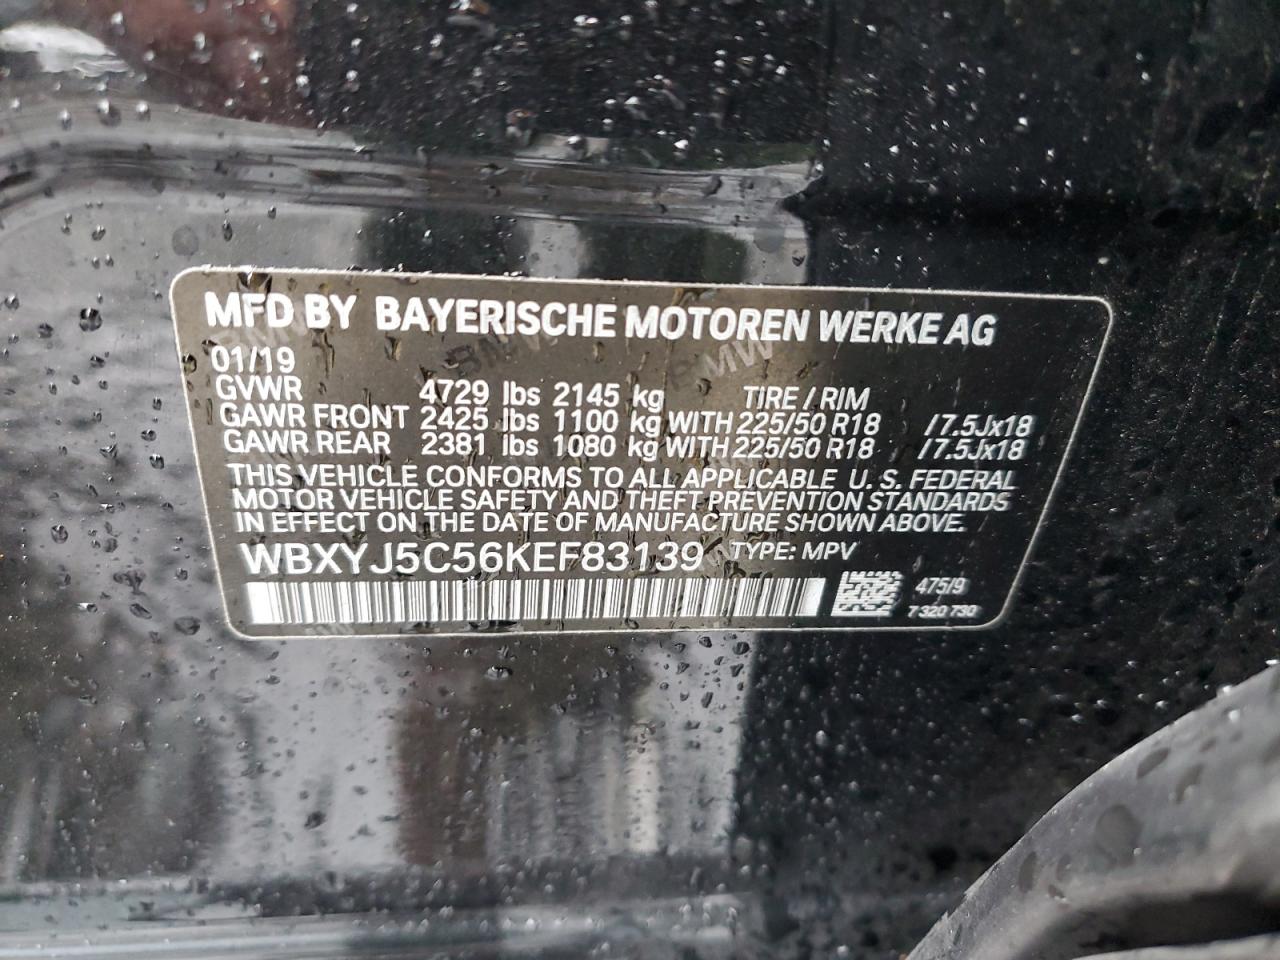 MFD BY BAYERISCHE MOTOREN WERKE AG
01/19
GVWR 4729 lbs 2145 kg TIRE / RIM
GAWR FRONT 2425 lbs 1100 kg WITH 225/50 R18 /7.5Jx18
GAWR REAR 2381 lbs 1080 kg WITH 225/50 R18 /7.5Jx18
THIS VEHICLE CONFORMS TO ALL APPLICABLE U. S. FEDERAL
MOTOR VEHICLE SAFETY AND THEFT PREVENTION STANDARDS
IN EFFECT ON THE DATE OF MANUFACTURE SHOWN ABOVE.
WBXYJ5C56KEF83139 TYPE: MPV
475/9
7 320 730